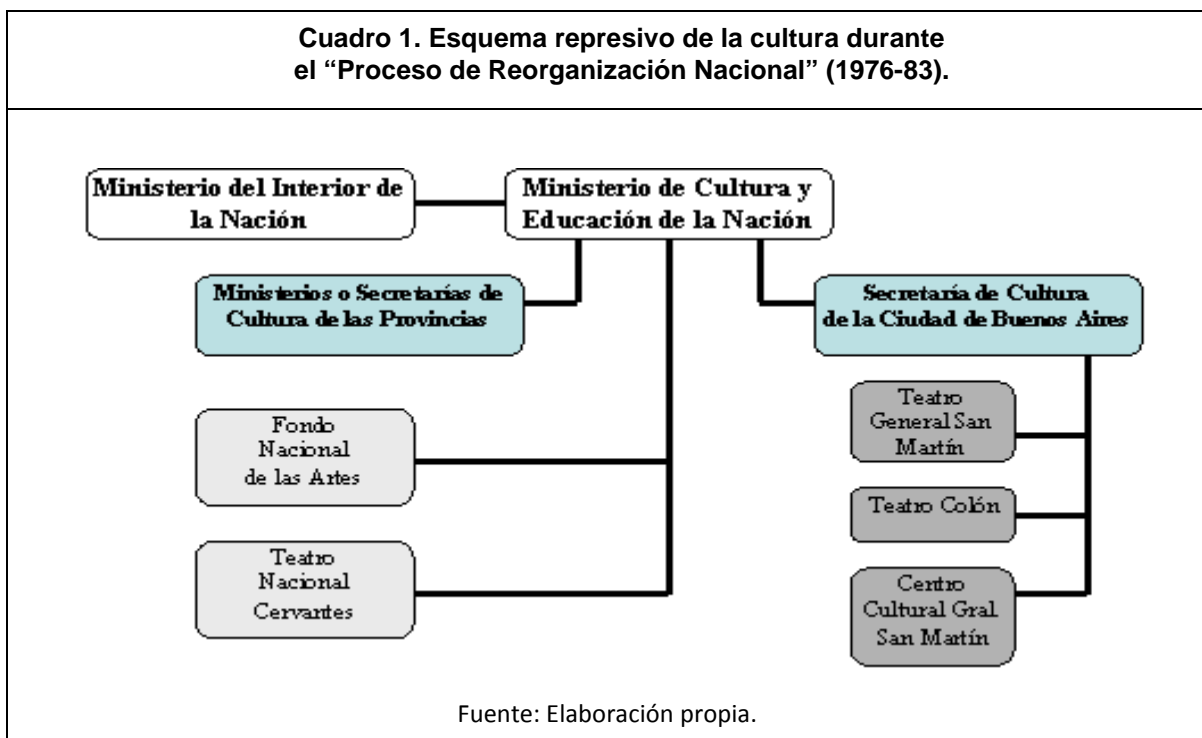 Cuadro 1. Esquema represivo de la cultura durante
el “Proceso de Reorganización Nacional” (1976-83).
Ministerio del Interior de
la Nación
Ministerio de Cultura y
Educación de la Nación
Ministerios o Secretarías de
Cultura de las Provincias
Secretaría de Cultura
de la Ciudad de Buenos Aires
Fondo
Nacional
de las Artes
Teatro
Nacional
Cervantes
Teatro
General San
Martín
Teatro Colón
Centro
Cultural Gral
San Martín
Fuente: Elaboración propia.